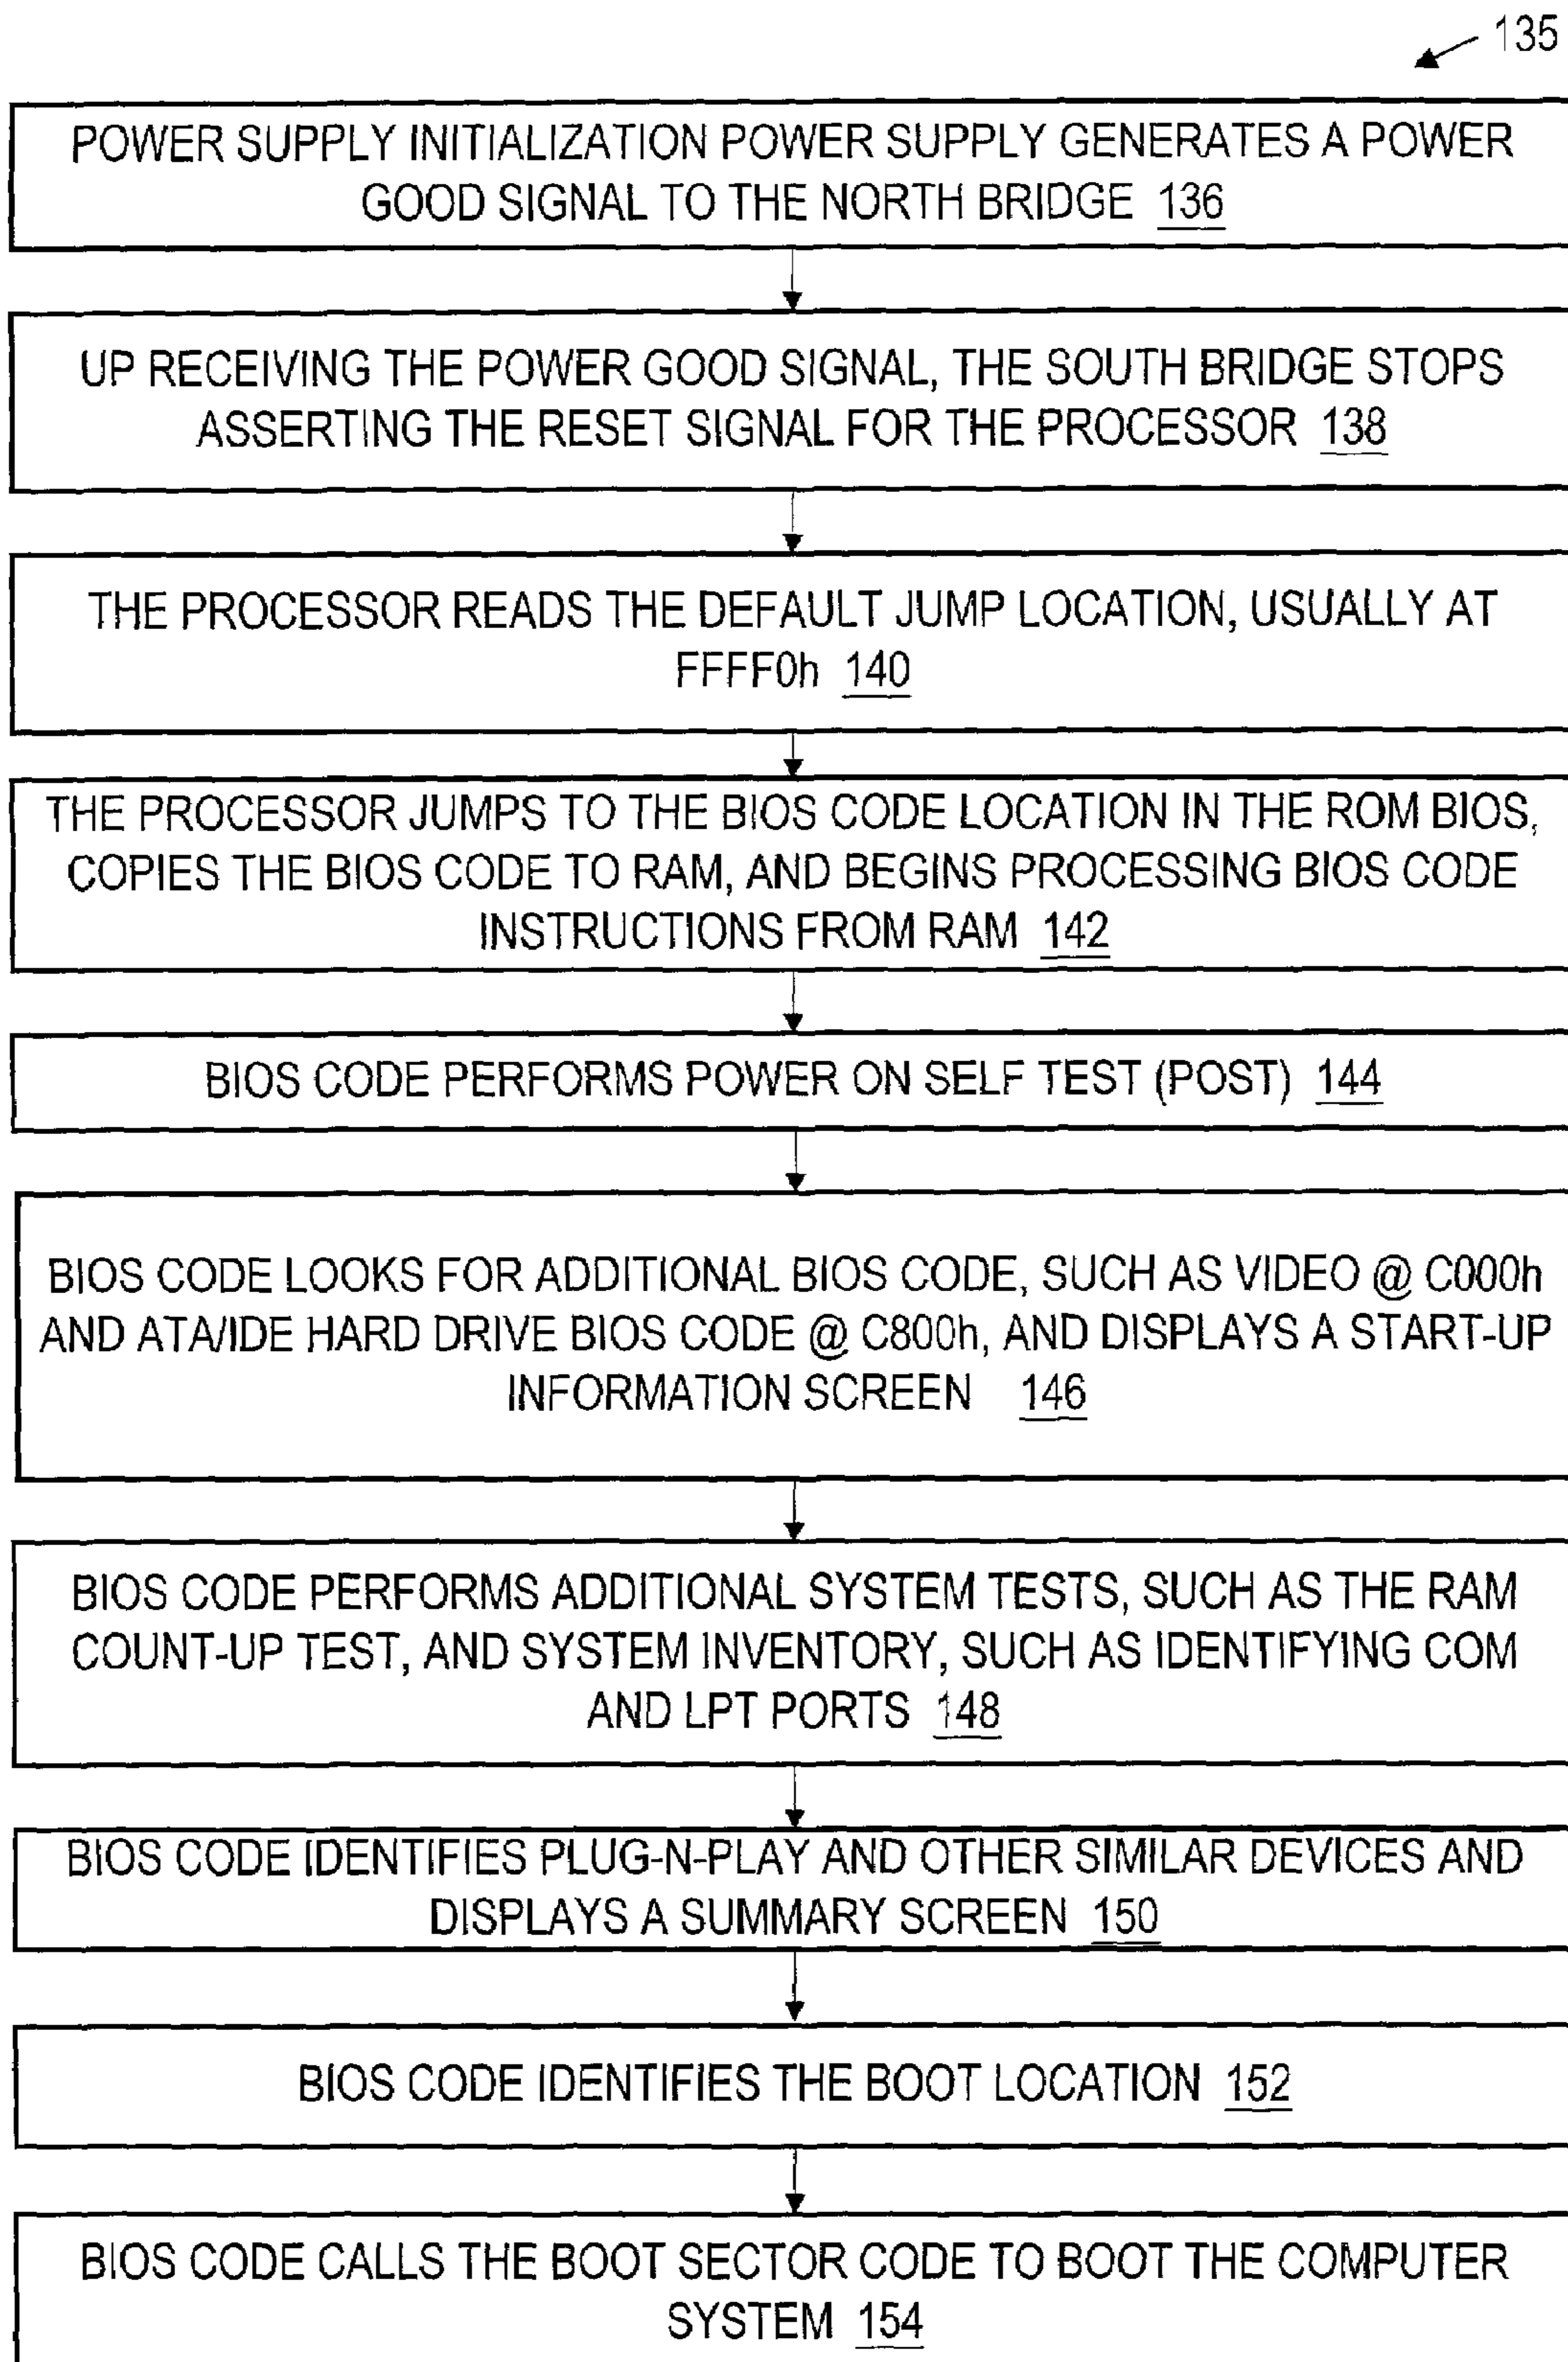 135
POWER SUPPLY INITIALIZATION POWER SUPPLY GENERATES A POWER
GOOD SIGNAL TO THE NORTH BRIDGE 136
UP RECEIVING THE POWER GOOD SIGNAL, THE SOUTH BRIDGE STOPS
ASSERTING THE RESET SIGNAL FOR THE PROCESSOR 138
THE PROCESSOR READS THE DEFAULT JUMP LOCATION, USUALLY AT
FFFF0h 140
THE PROCESSOR JUMPS TO THE BIOS CODE LOCATION IN THE ROM BIOS,
COPIES THE BIOS CODE TO RAM, AND BEGINS PROCESSING BIOS CODE
INSTRUCTIONS FROM RAM 142
BIOS CODE PERFORMS POWER ON SELF TEST (POST) 144
BIOS CODE LOOKS FOR ADDITIONAL BIOS CODE, SUCH AS VIDEO @ C000h
AND ATA/IDE HARD DRIVE BIOS CODE @ C800h, AND DISPLAYS A START-UP
INFORMATION SCREEN 146
BIOS CODE PERFORMS ADDITIONAL SYSTEM TESTS, SUCH AS THE RAM
COUNT-UP TEST, AND SYSTEM INVENTORY, SUCH AS IDENTIFYING COM
AND LPT PORTS 148
BIOS CODE IDENTIFIES PLUG-N-PLAY AND OTHER SIMILAR DEVICES AND
DISPLAYS A SUMMARY SCREEN 150
BIOS CODE IDENTIFIES THE BOOT LOCATION 152
BIOS CODE CALLS THE BOOT SECTOR CODE TO BOOT THE COMPUTER
SYSTEM 154